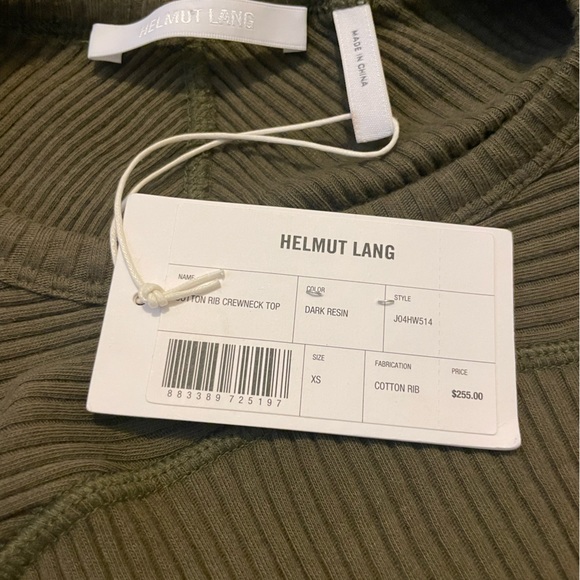 HELMUT LANG
MADE IN CHINA
HELMUT LANG
NAME
COTTON RIB CREWNECK TOP
COLOR
DARK RESIN
STYLE
J04HW514
883389725197
SIZE
XS
FABRICATION
COTTON RIB
PRICE
$255.00